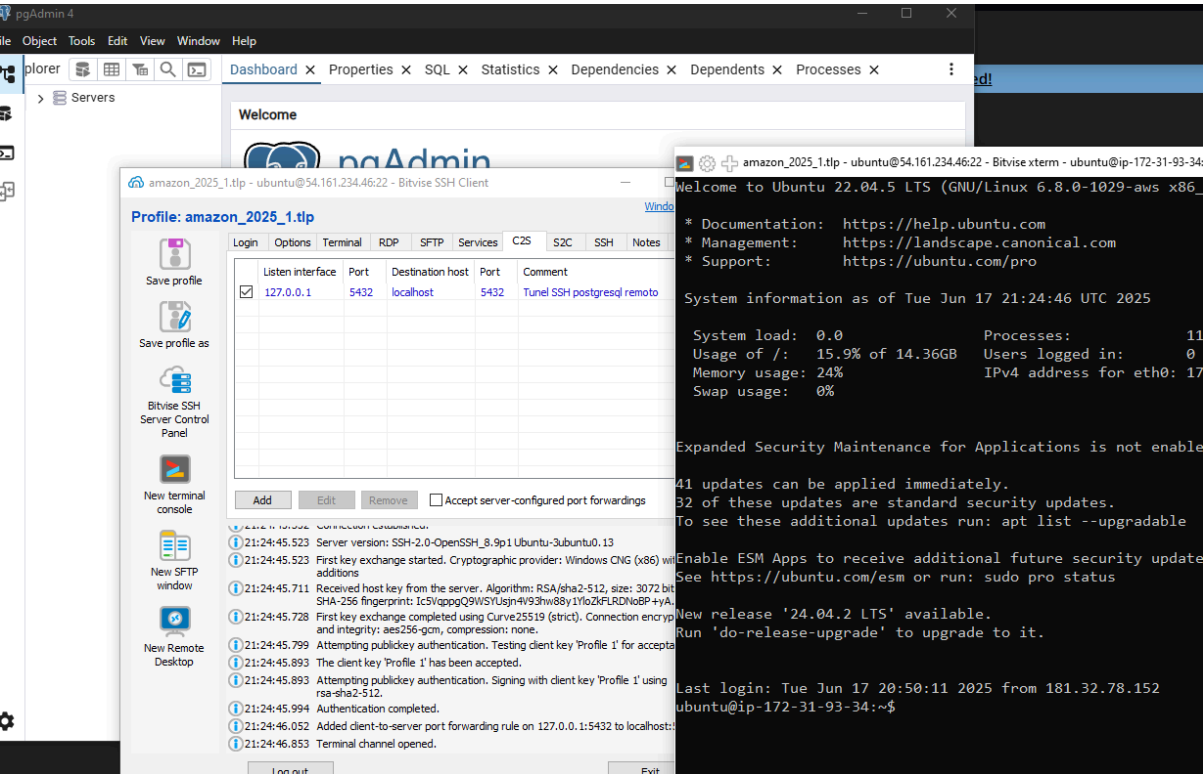 pgAdmin 4
Object Tools Edit View Window Help
Dashboard Properties SQL Statistics Dependencies Dependents Processes
Servers
Welcome
pgAdmin
amazon_2025_1.tlp - ubuntu@54.161.234.46:22 - Bitvise SSH Client
Profile: amazon_2025_1.tlp
Login Options Terminal RDP SFTP Services C2S S2C SSH Notes
Listen interface Port Destination host Port Comment
127.0.0.1 5432 localhost 5432 Tunel SSH postgresql remoto
Save profile
Save profile as
Bitvise SSH
Server Control
Panel
New terminal
console
New SFTP
window
New Remote
Desktop
Add Edit Remove Accept server-configured port forwardings
21:24:45.523 Server version: SSH-2.0-OpenSSH_8.9p1 Ubuntu-3ubuntu0.13
21:24:45.523 First key exchange started. Cryptographic provider: Windows CNG (x86)
additions
21:24:45.711 Received host key from the server. Algorithm: RSA/sha2-512, size: 3072 bit
SHA-256 fingerprint:
21:24:45.728 First key exchange completed using Curve25519 (strict). Connection
and integrity: aes256-gcm, compression: none.
21:24:45.799 Attempting publickey authentication. Testing client key 'Profile 1' for
21:24:45.893 The client key 'Profile 1' has been accepted.
21:24:45.893 Attempting publickey authentication. Signing with client key 'Profile 1' using
rsa-sha2-512.
21:24:45.994 Authentication completed.
21:24:46.052 Added client-to-server port forwarding rule on 127.0.0.1:5432 to
21:24:46.853 Terminal channel opened.
Log out Exit
amazon_2025_1.tlp - ubuntu@54.161.234.46:22 - Bitvise xterm - ubuntu@ip-172-31-93-34:
Welcome to Ubuntu 22.04.5 LTS (GNU/Linux 6.8.0-1029-aws x86_
* Documentation: https://help.ubuntu.com
* Management: https://landscape.canonical.com
* Support: https://ubuntu.com/pro
System information as of Tue Jun 17 21:24:46 UTC 2025
System load: 0.0 Processes: 11
Usage of /: 15.9% of 14.36GB Users logged in: 0
Memory usage: 24% IPv4 address for eth0: 17
Swap usage: 0%
Expanded Security Maintenance for Applications is not enable
41 updates can be applied immediately.
32 of these updates are standard security updates.
To see these additional updates run: apt list --upgradable
Enable ESM Apps to receive additional future security update
See https://ubuntu.com/esm or run: sudo pro status
New release '24.04.2 LTS' available.
Run 'do-release-upgrade' to upgrade to it.
Last login: Tue Jun 17 20:50:11 2025 from 181.32.78.152
ubuntu@ip-172-31-93-34:~$